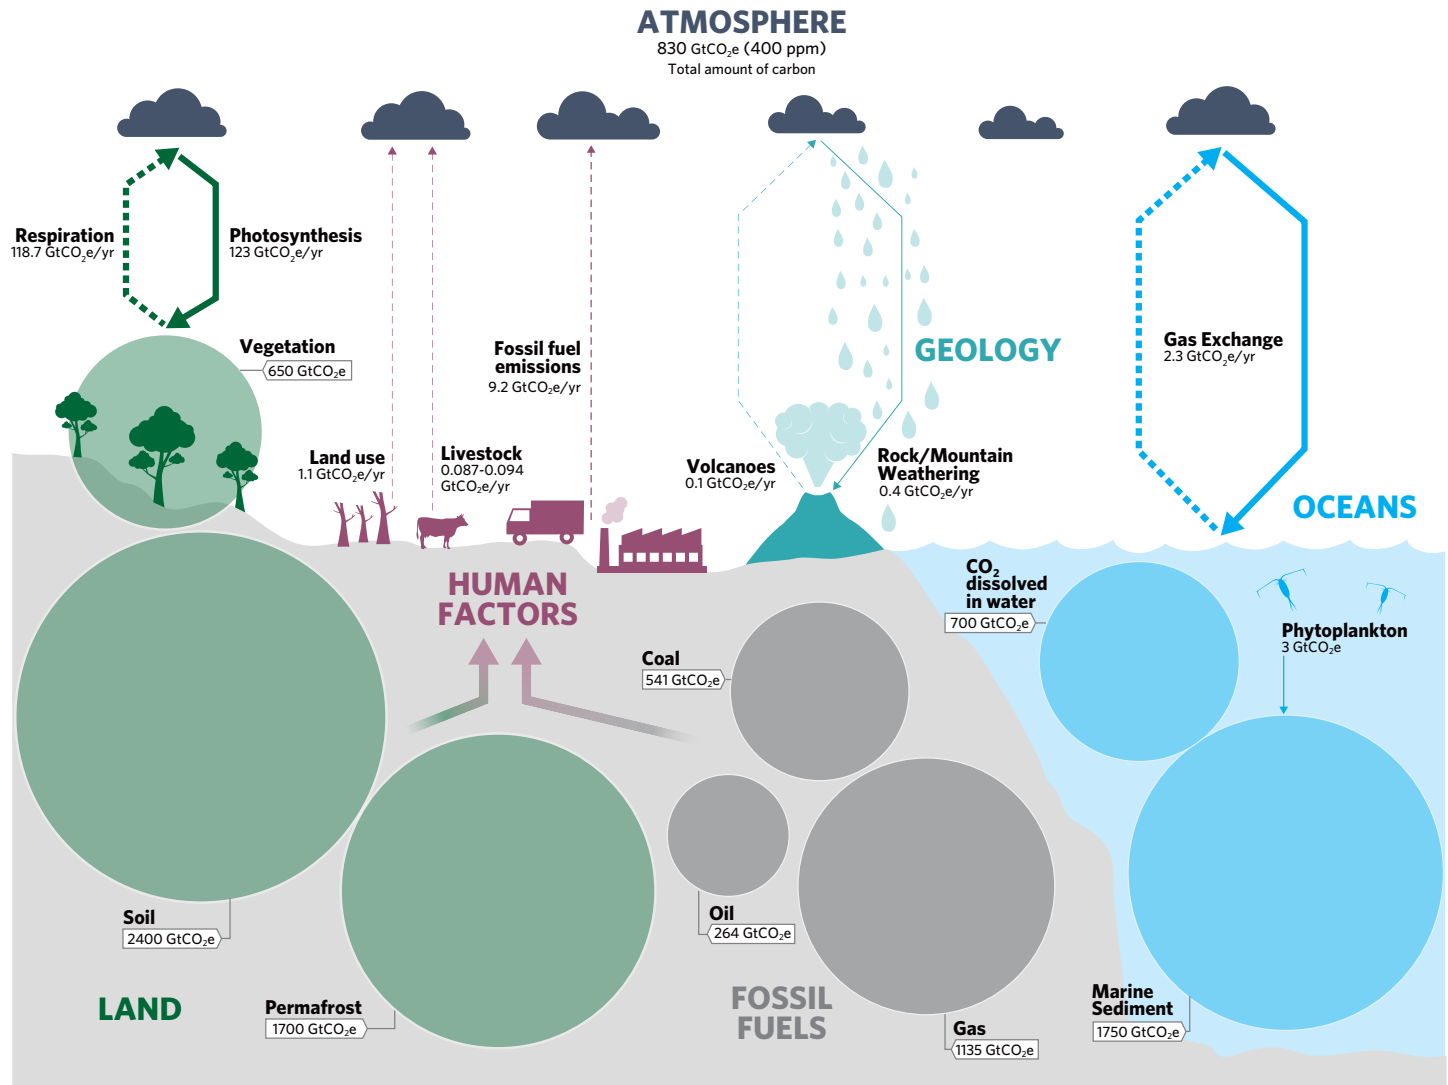 ATMOSPHERE
830 GtCO₂e (400 ppm)
Total amount of carbon
Respiration
118.7 GtCO₂e/yr
Photosynthesis
123 GtCO₂e/yr
Vegetation
650 GtCO₂e
Land use
1.1 GtCO₂e/yr
Livestock
0.087-0.094
GtCO₂e/yr
Fossil fuel
emissions
9.2 GtCO₂e/yr
HUMAN
FACTORS
GEOLOGY
Volcanoes
0.1 GtCO₂e/yr
Rock/Mountain
Weathering
0.4 GtCO₂e/yr
Gas Exchange
2.3 GtCO₂e/yr
OCEANS
CO₂
dissolved
in water
700 GtCO₂e
Phytoplankton
3 GtCO₂e
Coal
541 GtCO₂e
Oil
264 GtCO₂e
Soil
2400 GtCO₂e
LAND
Permafrost
1700 GtCO₂e
FOSSIL
FUELS
Gas
1135 GtCO₂e
Marine
Sediment
1750 GtCO₂e